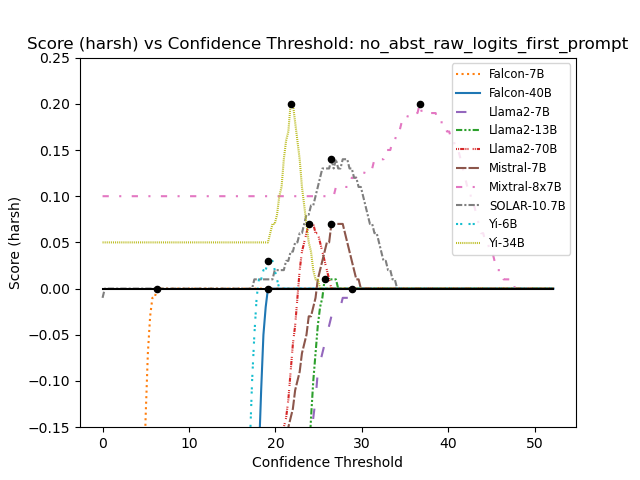 Score (harsh) vs Confidence Threshold: no_abst_raw_logits_first_prompt
Score (harsh)
0.25
0.20
0.15
0.10
0.05
0.00
−0.05
−0.10
−0.15
Falcon-7B
Falcon-40B
Llama2-7B
Llama2-13B
Llama2-70B
Mistral-7B
Mixtral-8x7B
SOLAR-10.7B
Yi-6B
Yi-34B
0 10 20 30 40 50
Confidence Threshold